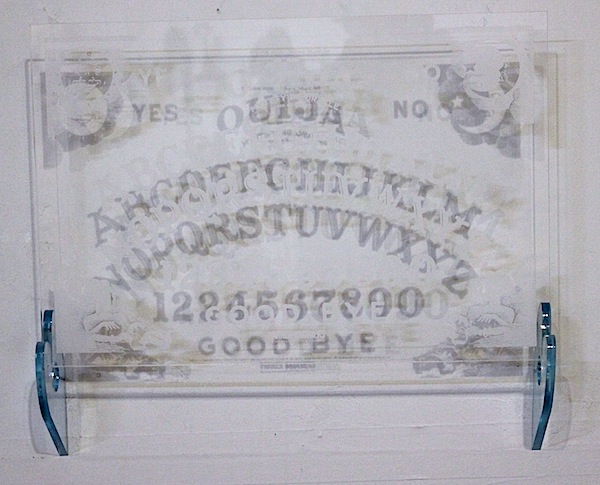 YES OUIJA NO
ABCDEFGHIJKLM
NOPQRSTUVWXYZ
1234567890
GOOD BYE